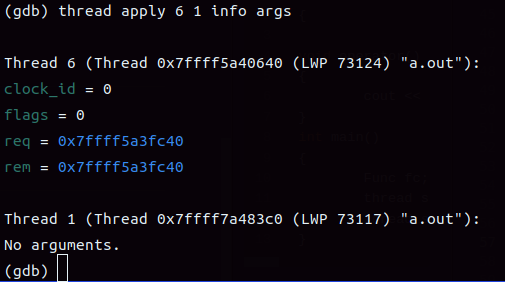 (gdb) thread apply 6 1 info args
Thread 6 (Thread 0x7ffff5a40640 (LWP 73124) "a.out"):
clock_id = 0
flags = 0
req = 0x7ffff5a3fc40
rem = 0x7ffff5a3fc40
Thread 1 (Thread 0x7ffff7a483c0 (LWP 73117) "a.out"):
No arguments.
(gdb)